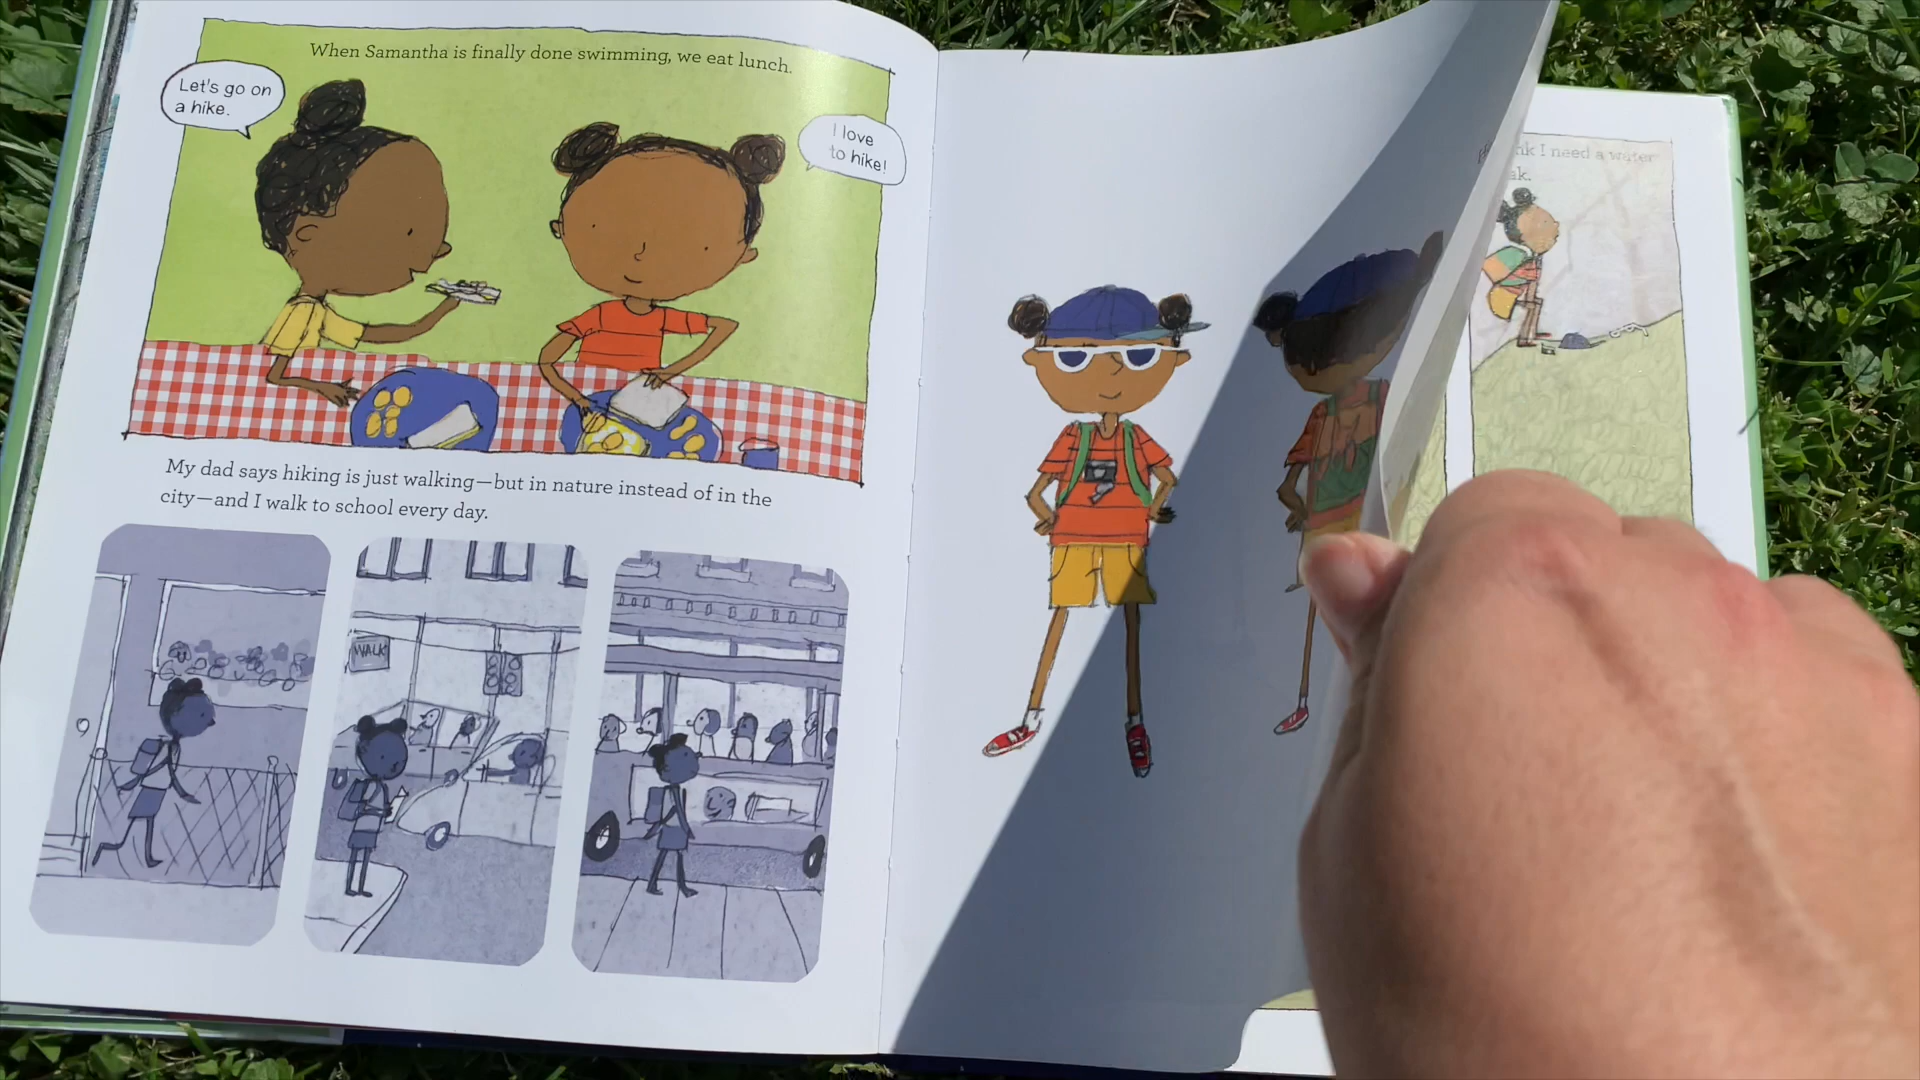 When Samantha is finally done swimming, we eat lunch.
Let's go on
a hike.
I love
to hike!
My dad says hiking is just walking—but in nature instead of in the
city—and I walk to school every day.
WALK
I need a water